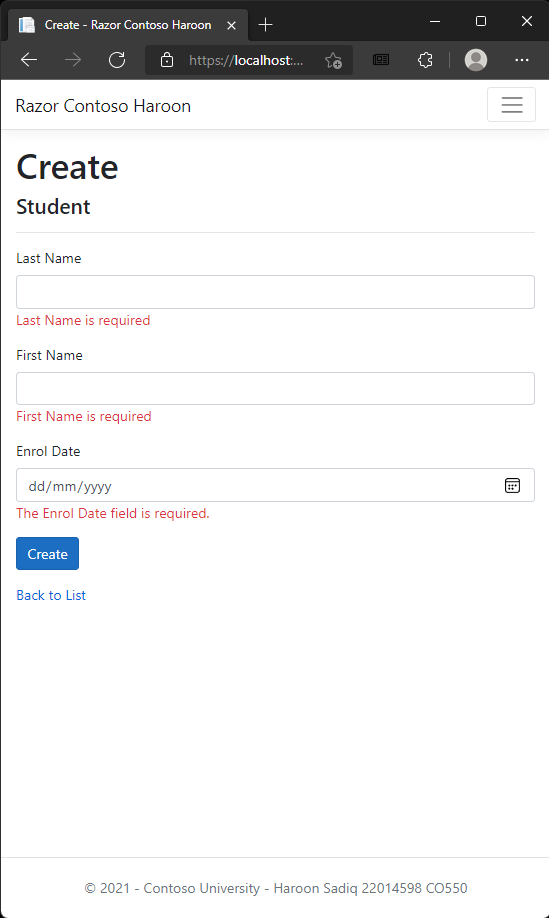 Create - Razor Contoso Haroon
https://localhost:...
Razor Contoso Haroon
Create
Student
Last Name
Last Name is required
First Name
First Name is required
Enrol Date
dd/mm/yyyy
The Enrol Date field is required.
Create
Back to List
© 2021 - Contoso University - Haroon Sadiq 22014598 CO550